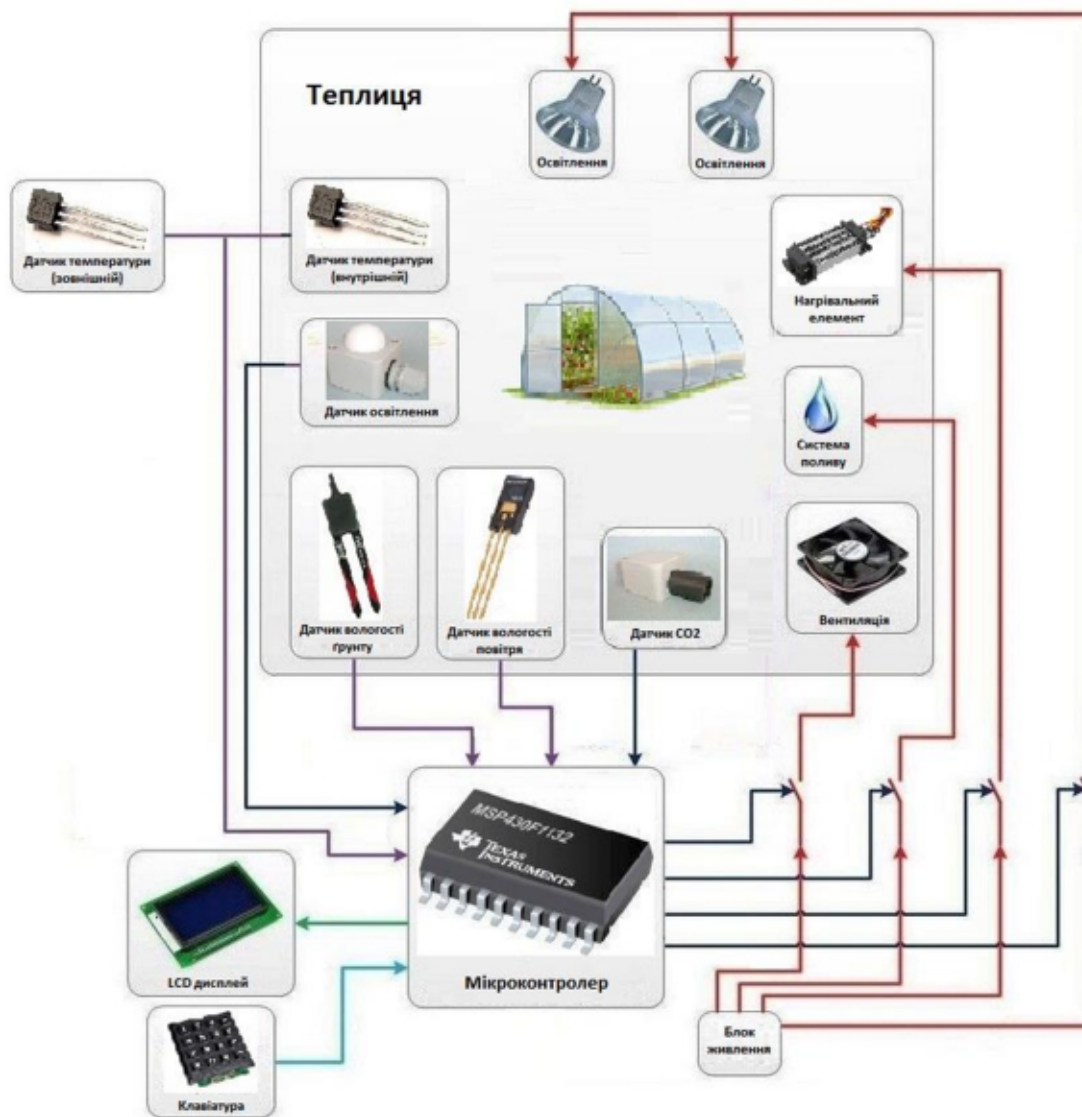 Теплиця
Освітлення
Освітлення
Датчик температури
(зовнішній)
Датчик температури
(внутрішній)
Нагрівальний
елемент
Датчик освітлення
Система
поливу
Датчик вологості
ґрунту
Датчик вологості
повітря
Датчик CO2
Вентиляція
MSP430F1132
TEXAS
INSTRUMENTS
LCD дисплей
Мікроконтролер
Блок
живлення
Клавіатура